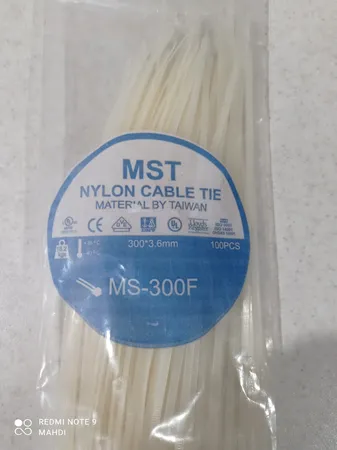 MST
NYLON CABLE TIE
MATERIAL BY TAIWAN
300*3.6mm 100PCS
MS-300F
REDMI NOTE 9
MAHDI